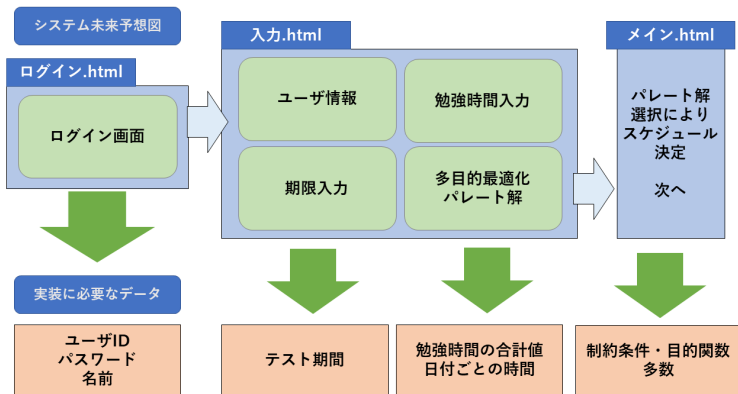 システム未来予想図
ログイン.html
ログイン画面
入力.html
ユーザ情報
勉強時間入力
期限入力
多目的最適化
パレート解
メイン.html
パレート解
選択により
スケジュール
決定
次へ
実装に必要なデータ
ユーザID
パスワード
名前
テスト期間
勉強時間の合計値
日付ごとの時間
制約条件・目的関数
多数